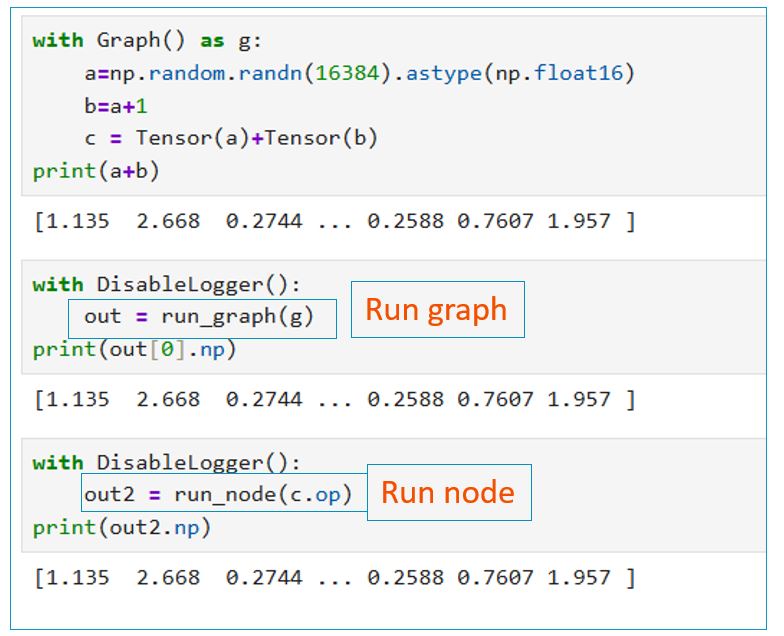 with Graph() as g:
    a=np.random.randn(16384).astype(np.float16)
    b=a+1
    c = Tensor(a)+Tensor(b)
print(a+b)
[1.135  2.668  0.2744 ... 0.2588 0.7607 1.957 ]
with DisableLogger():
    out = run_graph(g)
Run graph
print(out[0].np)
[1.135  2.668  0.2744 ... 0.2588 0.7607 1.957 ]
with DisableLogger():
    out2 = run_node(c.op)
Run node
print(out2.np)
[1.135  2.668  0.2744 ... 0.2588 0.7607 1.957 ]